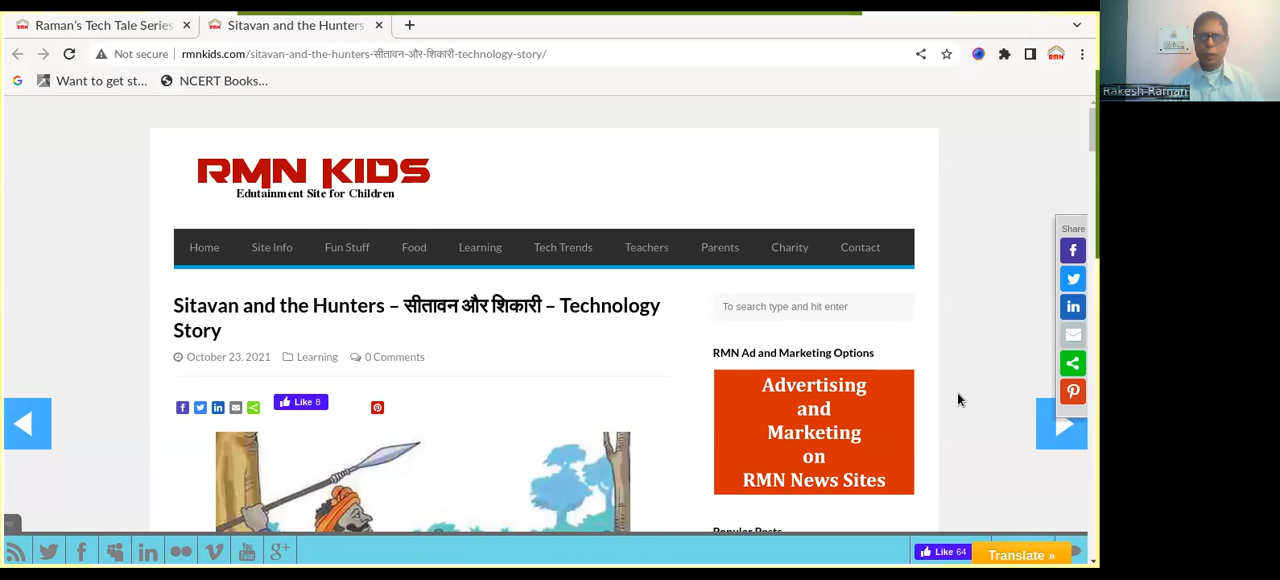 Raman's Tech Tale Series
Sitavan and the Hunters
Not secure
rmnkids.com/sitavan-and-the-hunters-सीतावन-और-शिकारी-technology-story/
Rakesh Raman
Want to get st...
NCERT Books...
RMN KIDS
Edutainment Site for Children
Home Site Info Fun Stuff Food Learning Tech Trends Teachers Parents Charity Contact
Share
Sitavan and the Hunters – सीतावन और शिकारी – Technology
Story
October 23, 2021 Learning 0 Comments
Like 8
To search type and hit enter
RMN Ad and Marketing Options
Advertising
and
Marketing
on
RMN News Sites
Popular Posts
Like 64
Translate »